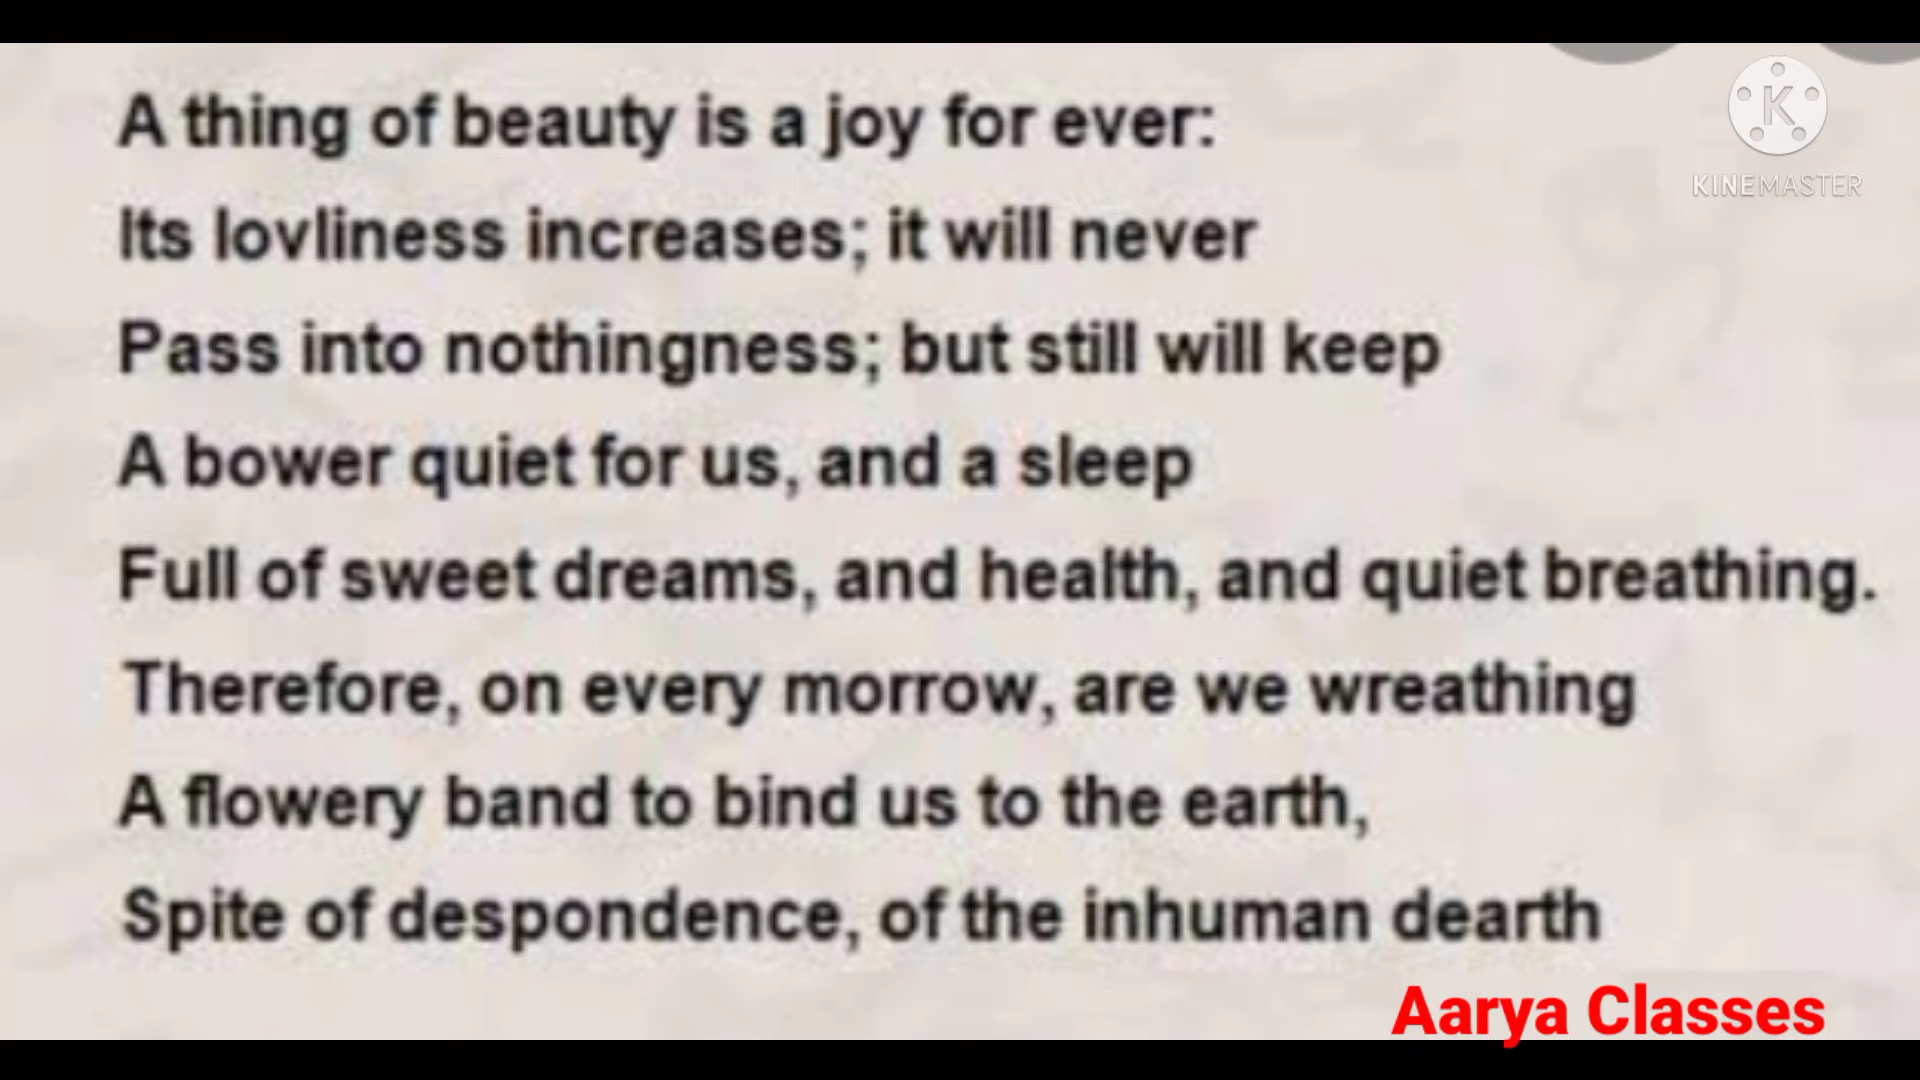 A thing of beauty is a joy for ever:
K
KINEMASTER
Its lovliness increases; it will never
Pass into nothingness; but still will keep
A bower quiet for us, and a sleep
Full of sweet dreams, and health, and quiet breathing.
Therefore, on every morrow, are we wreathing
A flowery band to bind us to the earth,
Spite of despondence, of the inhuman dearth
Aarya Classes